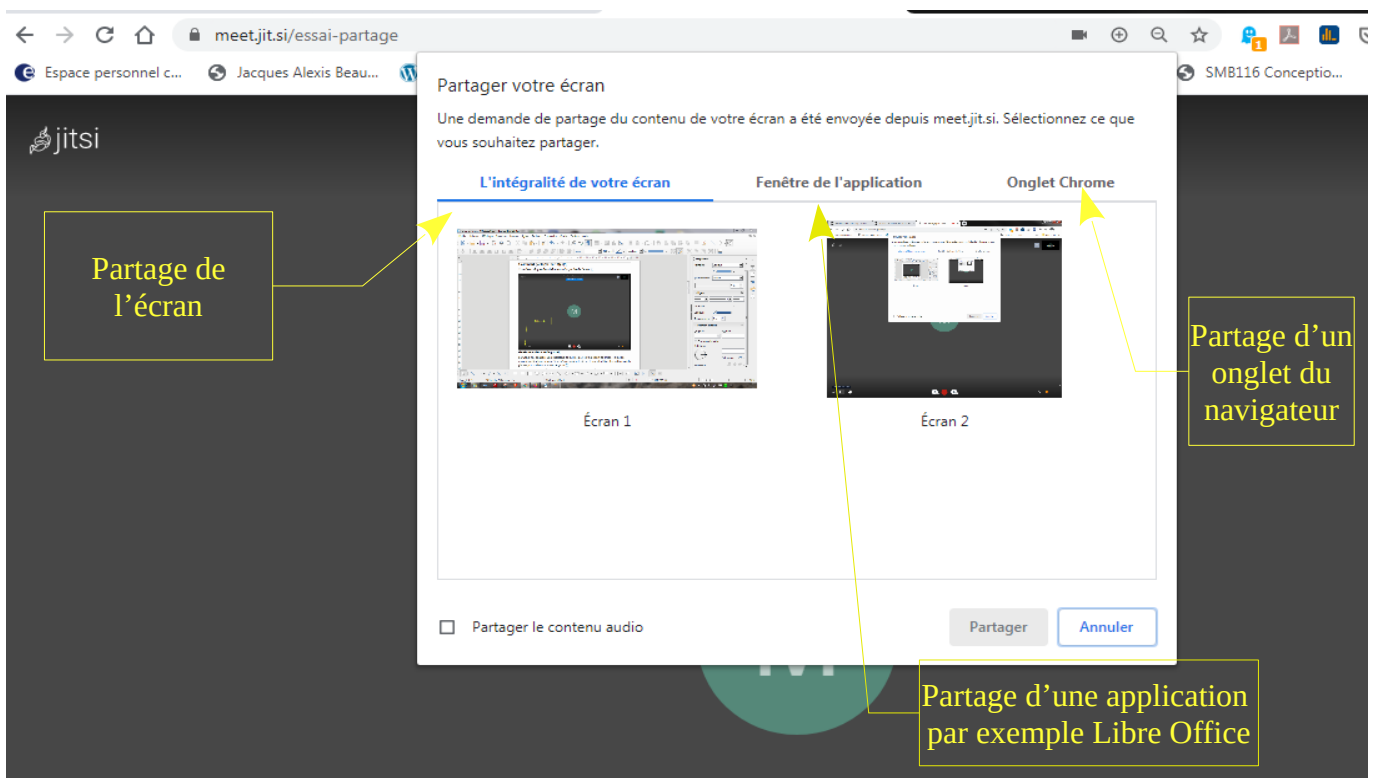 meet.jit.si/essai-partage
1
Espace personnel c...
Jacques Alexis Beau...
SMB116 Conceptio...
jitsi
Partager votre écran
Une demande de partage du contenu de votre écran a été envoyée depuis meet.jit.si. Sélectionnez ce que
vous souhaitez partager.
L'intégralité de votre écran
Fenêtre de l'application
Onglet Chrome
Partage de
l’écran
Écran 1
Écran 2
Partage d’un
onglet du
navigateur
Partager le contenu audio
Partager
Annuler
Partage d’une application
par exemple Libre Office